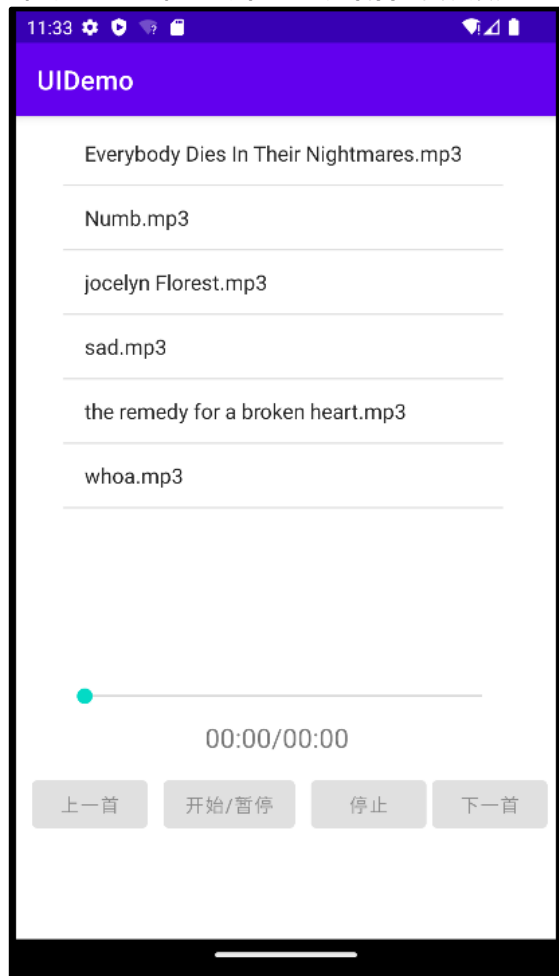 11:33
UIDemo
Everybody Dies In Their Nightmares.mp3
Numb.mp3
jocelyn Florest.mp3
sad.mp3
the remedy for a broken heart.mp3
whoa.mp3
00:00/00:00
上一首 开始/暂停 停止 下一首